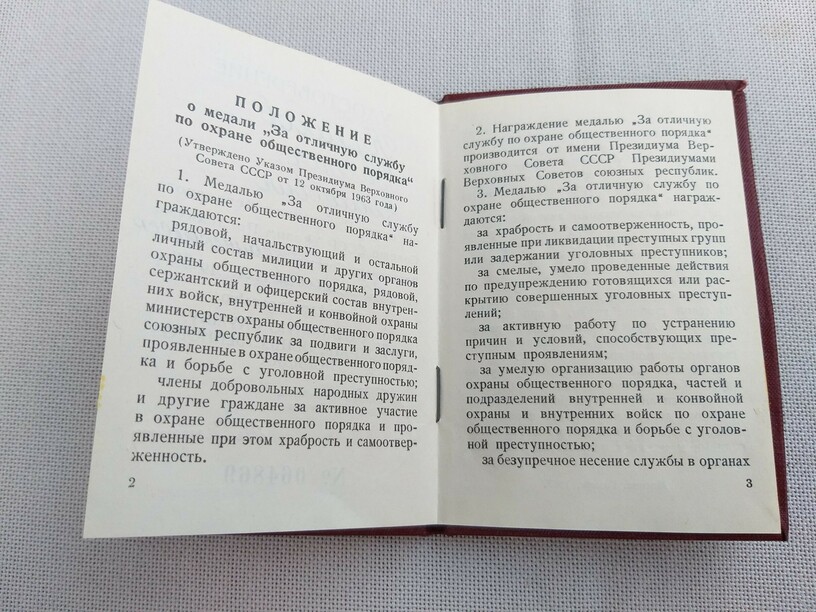 ПОЛОЖЕНИЕ
о медали „За отличную службу
по охране общественного порядка“
(Утверждено Указом Президиума Верховного
Совета СССР от 12 октября 1963 года)
1. Медалью „За отличную службу
по охране общественного порядка“ на-
граждаются:
рядовой, начальствующий и остальной
личный состав милиции и других органов
охраны общественного порядка, рядовой,
сержантский и офицерский состав внутрен-
них войск, внутренней и конвойной охраны
министерств охраны общественного порядка
союзных республик за подвиги и заслуги,
проявленные в охране общественного поряд-
ка и борьбе с уголовной преступностью;
члены добровольных народных дружин
и другие граждане за активное участие
в охране общественного порядка и про-
явленные при этом храбрость и самоотвер-
женность.
№ 064869
2
2. Награждение медалью „За отличную
службу по охране общественного порядка“
производится от имени Президиума Вер-
ховного Совета СССР Президиумами
Верховных Советов союзных республик.
3. Медалью „За отличную службу по
охране общественного порядка“ награж-
даются:
за храбрость и самоотверженность, про-
явленные при ликвидации преступных групп
или задержании уголовных преступников;
за смелые, умело проведенные действия
по предупреждению готовящихся или рас-
крытию совершенных уголовных преступ-
лений;
за активную работу по устранению
причин и условий, способствующих пре-
ступным проявлениям;
за умелую организацию работы органов
охраны общественного порядка, частей и
подразделений внутренней и конвойной
охраны и внутренних войск по охране
общественного порядка и борьбе с уголов-
ной преступностью;
за безупречное несение службы в органах
3